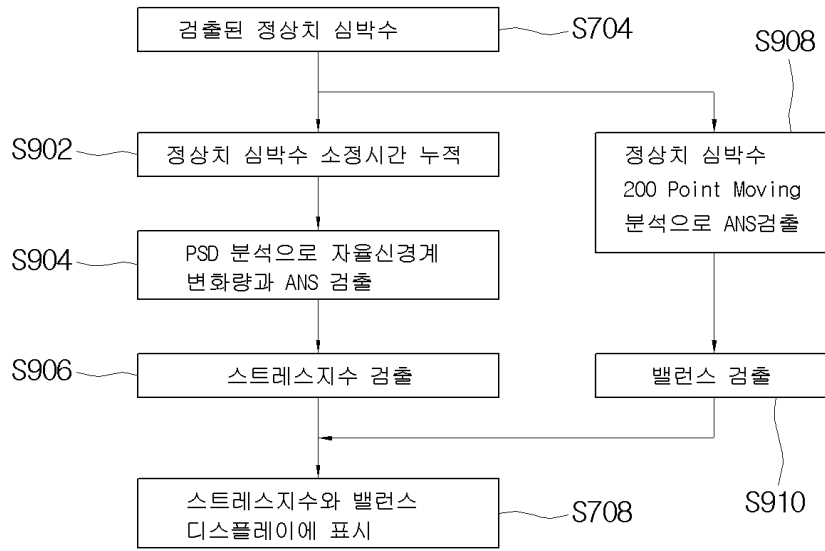 검출된 정상치 심박수
S704
S908
S902
정상치 심박수 소정시간 누적
정상치 심박수
200 Point Moving
분석으로 ANS검출
S904
PSD 분석으로 자율신경계
변화량과 ANS 검출
S906
스트레스지수 검출
밸런스 검출
S910
스트레스지수와 밸런스
디스플레이에 표시
S708